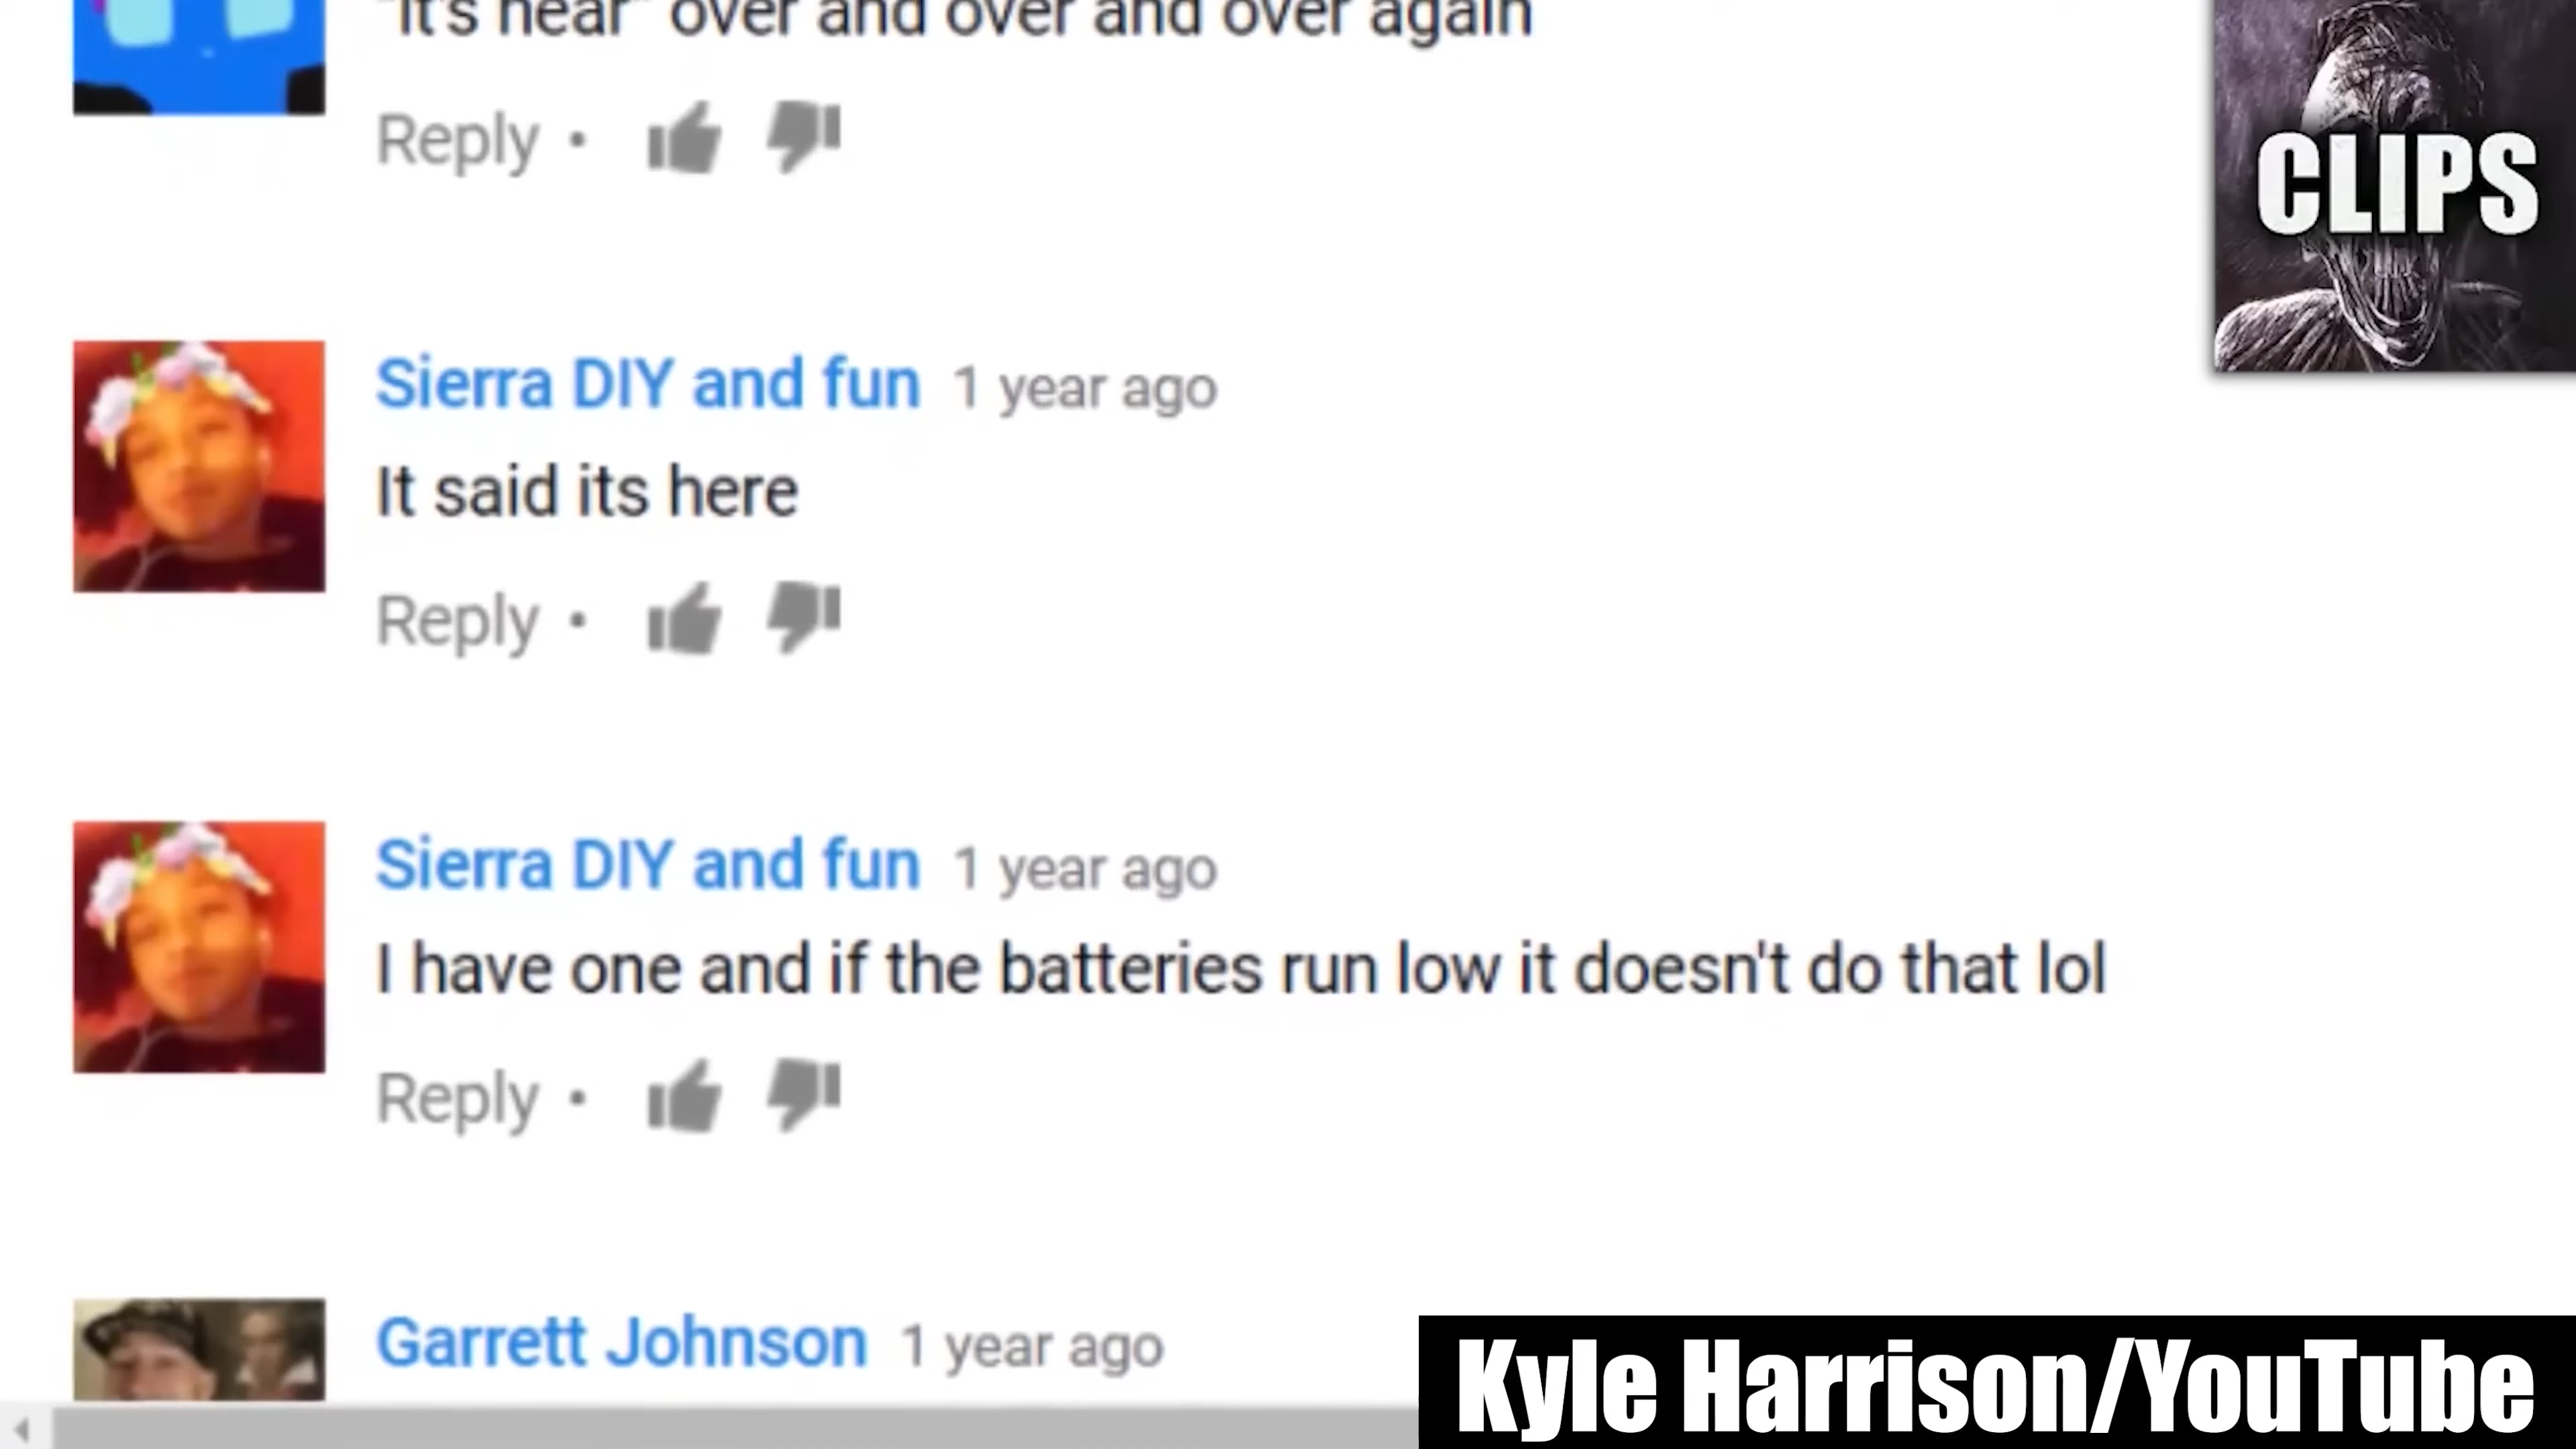 "It's near" over and over and over again
Reply •
CLIPS
Sierra DIY and fun 1 year ago
It said its here
Reply •
Sierra DIY and fun 1 year ago
I have one and if the batteries run low it doesn't do that lol
Reply •
Garrett Johnson 1 year ago
Kyle Harrison/YouTube